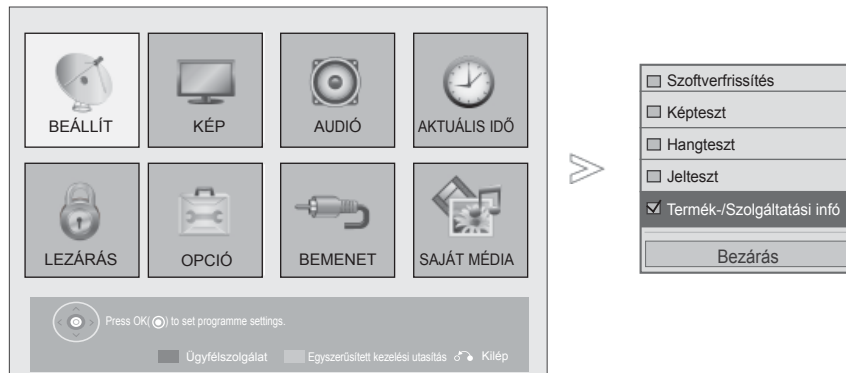 BEÁLLÍT
KÉP
AUDIÓ
AKTUÁLIS IDŐ
LEZÁRÁS
OPCIÓ
BEMENET
SAJÁT MÉDIA
Press OK(◉) to set programme settings.
Ügyfélszolgálat
Egyszerűsített kezelési utasítás
Kilép
Szoftverfrissítés
Képteszt
Hangteszt
Jelteszt
Termék-/Szolgáltatási infó
Bezárás